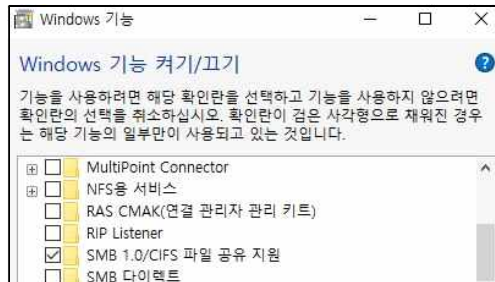 Windows 기능
Windows 기능 켜기/끄기
기능을 사용하려면 해당 확인란을 선택하고 기능을 사용하지 않으려면
확인란의 선택을 취소하십시오. 확인란이 검은 사각형으로 채워진 경우
는 해당 기능의 일부만이 사용되고 있는 것입니다.
MultiPoint Connector
NFS용 서비스
RAS CMAK(연결 관리자 관리 키트)
RIP Listener
SMB 1.0/CIFS 파일 공유 지원
SMB 다이렉트